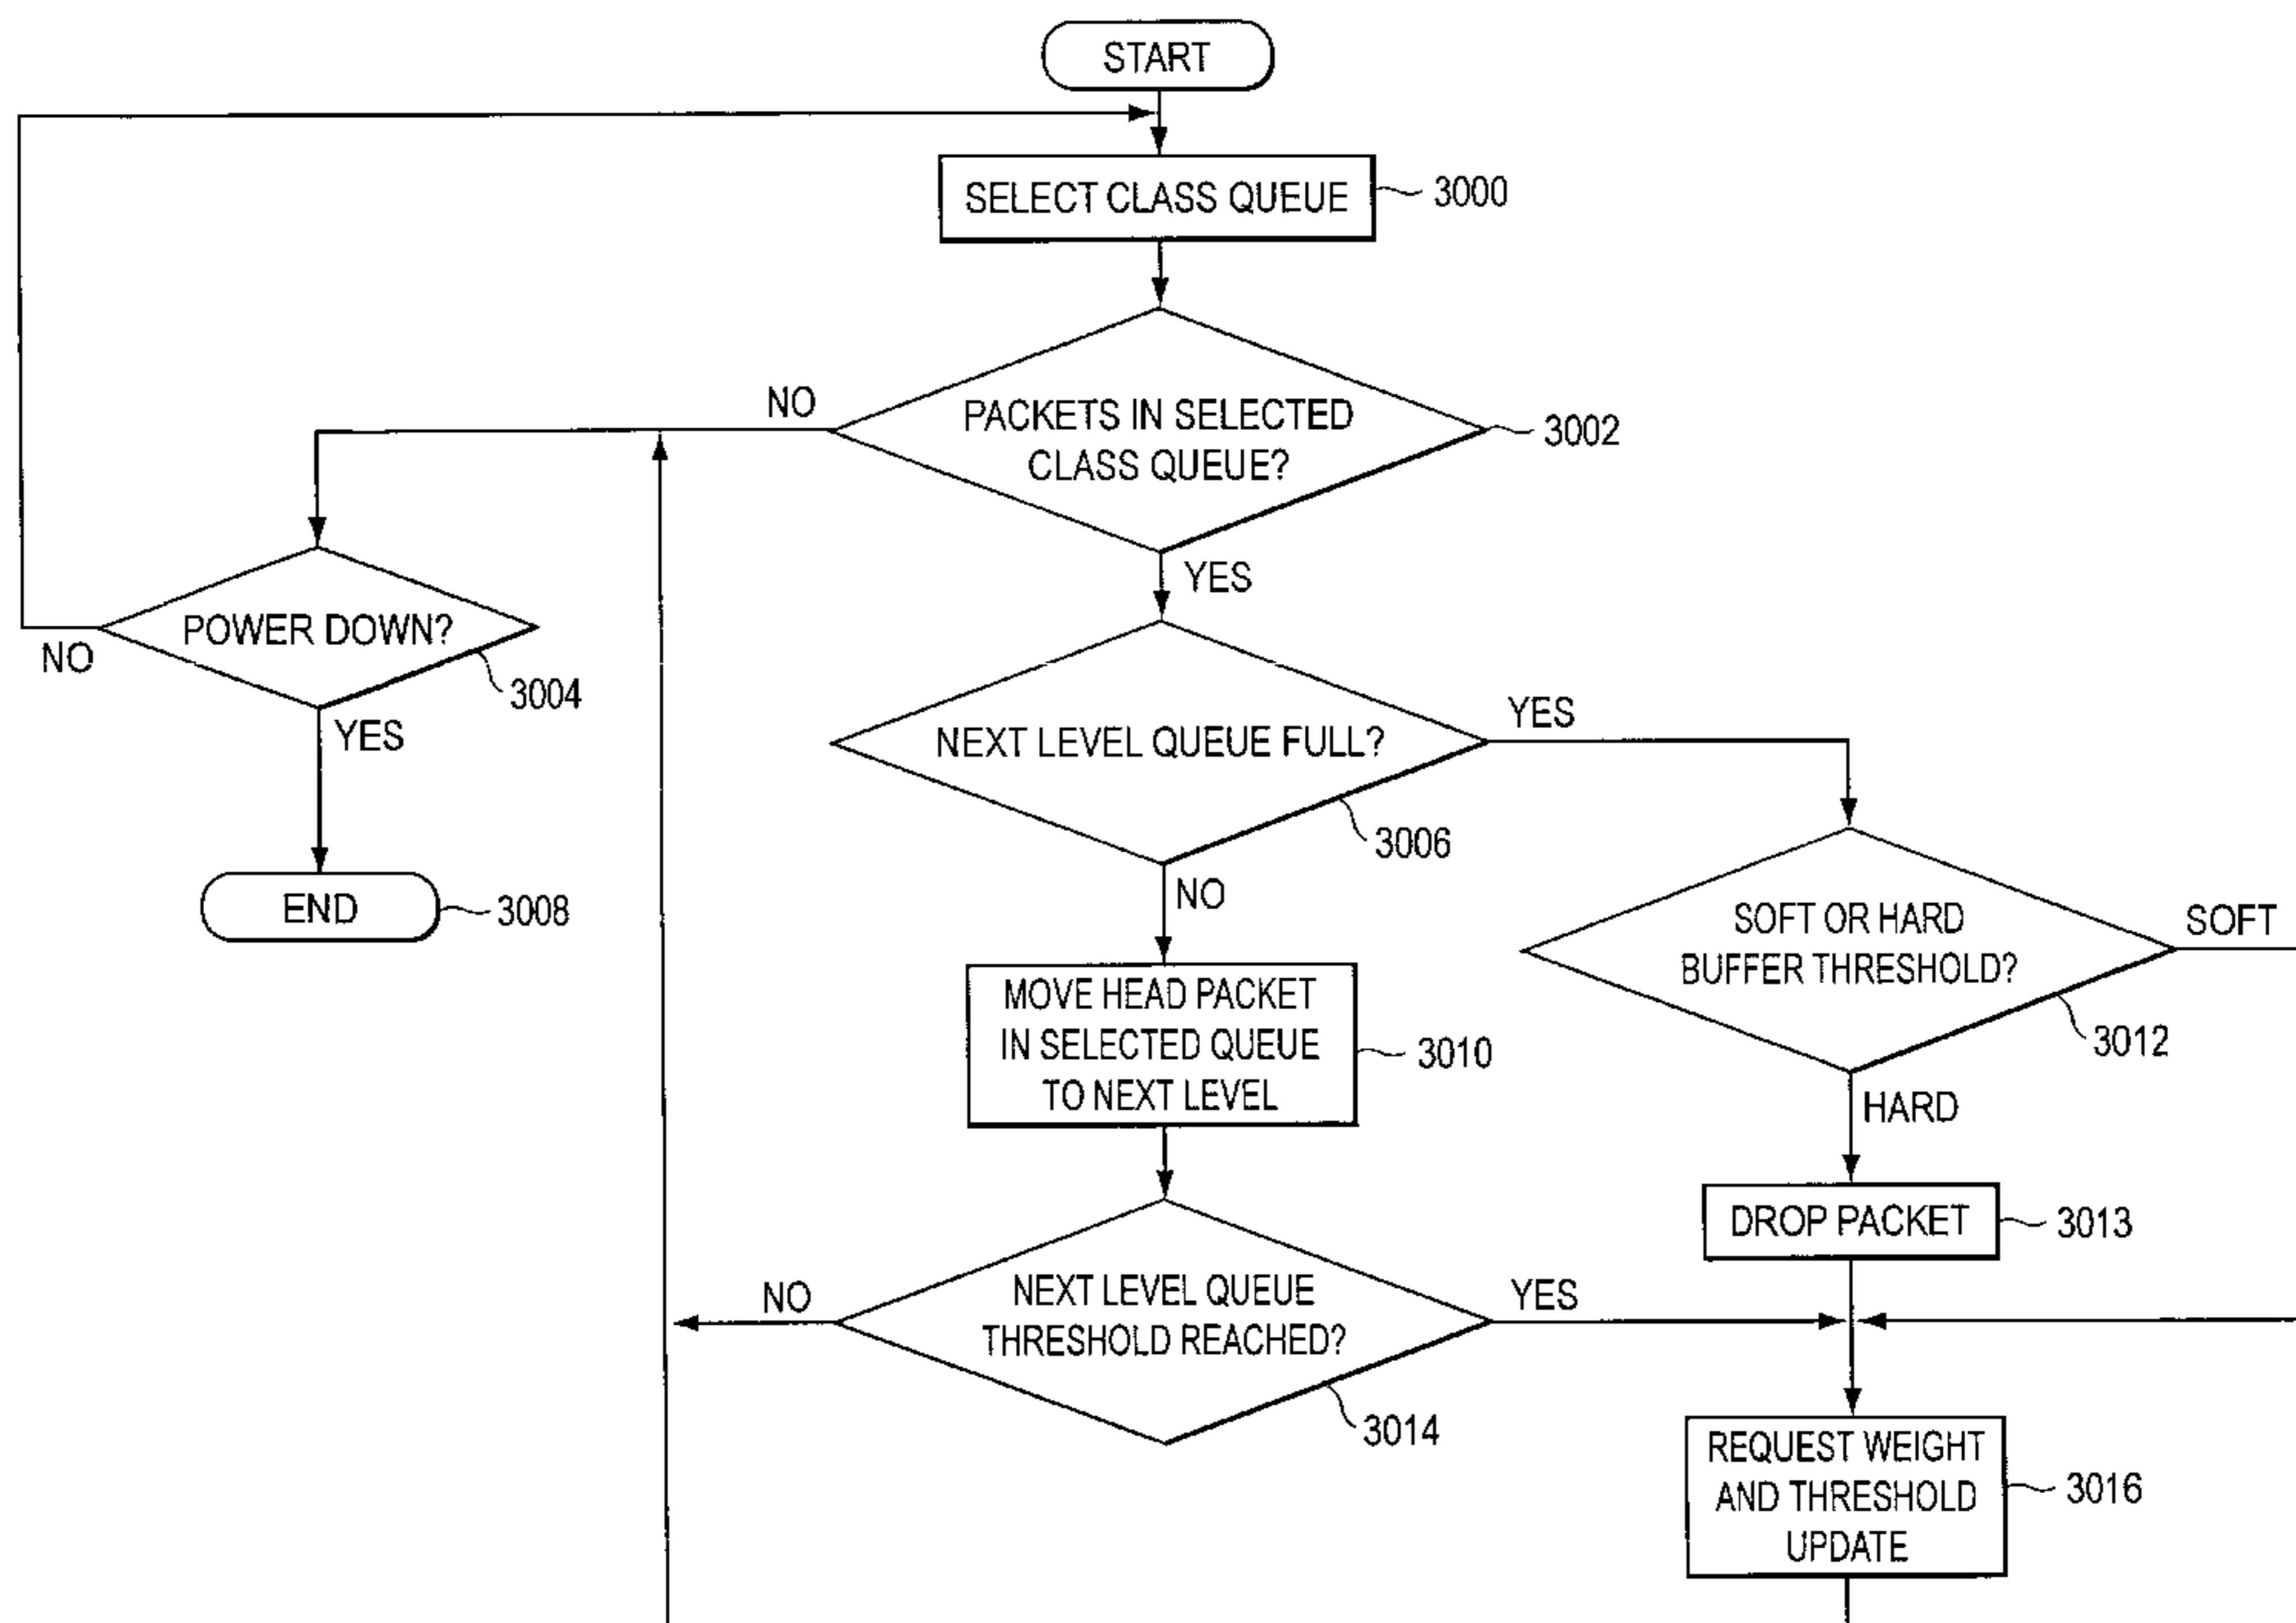 START
SELECT CLASS QUEUE
3000
NO
PACKETS IN SELECTED
CLASS QUEUE?
3002
YES
POWER DOWN?
NO
3004
YES
END
3008
NEXT LEVEL QUEUE FULL?
YES
3006
NO
SOFT OR HARD
BUFFER THRESHOLD?
SOFT
3012
HARD
MOVE HEAD PACKET
IN SELECTED QUEUE
TO NEXT LEVEL
3010
DROP PACKET
3013
NO
NEXT LEVEL QUEUE
THRESHOLD REACHED?
YES
3014
REQUEST WEIGHT
AND THRESHOLD
UPDATE
3016